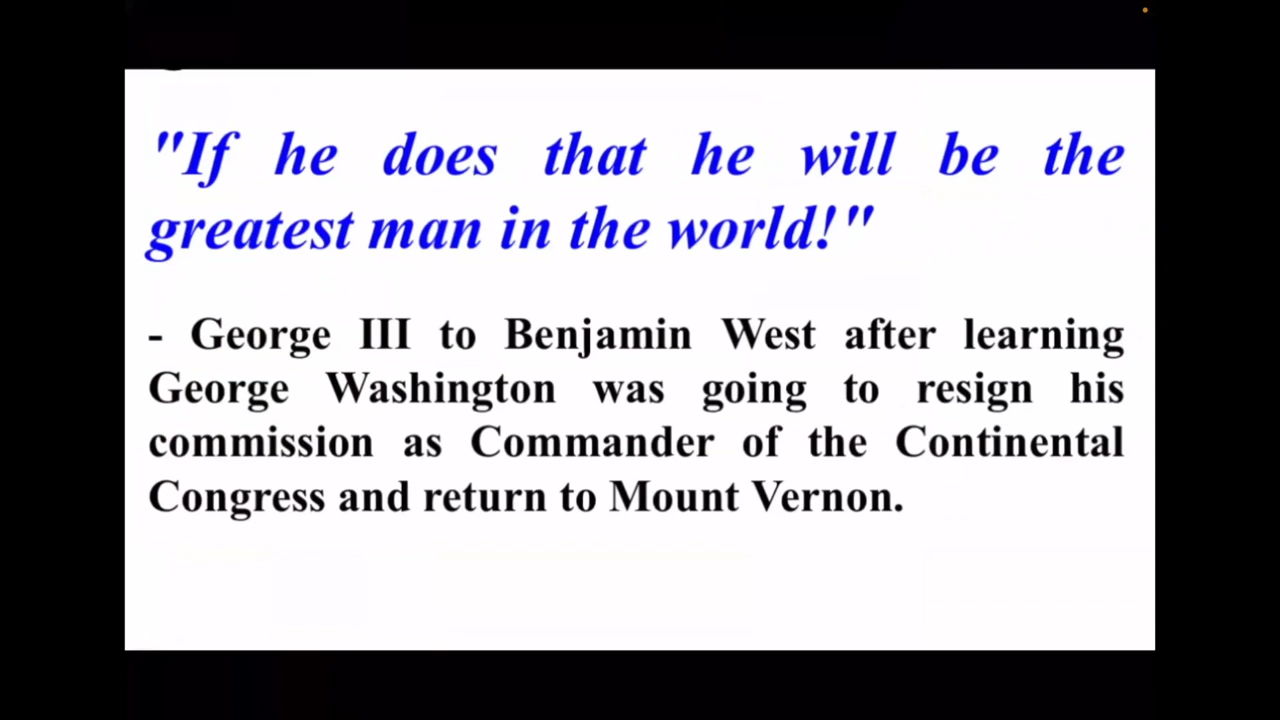 "If he does that he will be the
greatest man in the world!"
- George III to Benjamin West after learning
George Washington was going to resign his
commission as Commander of the Continental
Congress and return to Mount Vernon.